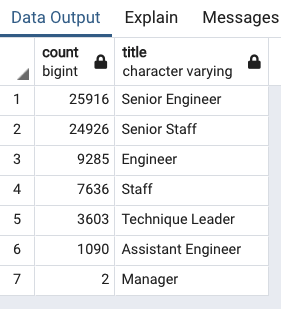 Data Output Explain Messages
count title
bigint character varying
1 25916 Senior Engineer
2 24926 Senior Staff
3 9285 Engineer
4 7636 Staff
5 3603 Technique Leader
6 1090 Assistant Engineer
7 2 Manager